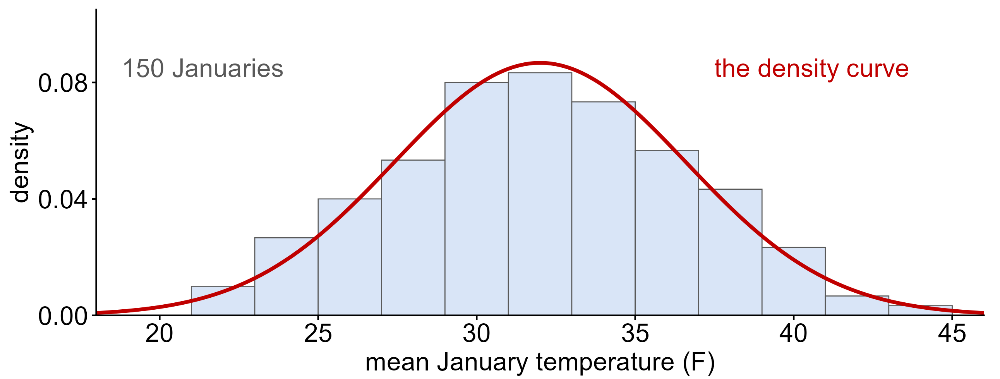 150 Januaries
the density curve
density
0.08
0.04
0.00
20 25 30 35 40 45
mean January temperature (F)